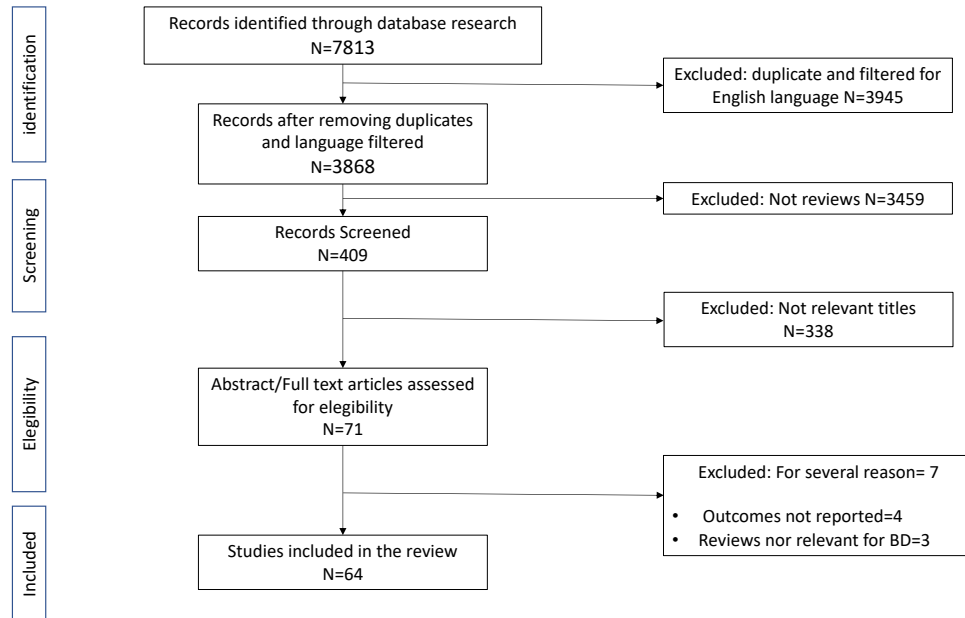 identification
Records identified through database research
N=7813
Excluded: duplicate and filtered for
English language N=3945
Records after removing duplicates
and language filtered
N=3868
Screening
Excluded: Not reviews N=3459
Records Screened
N=409
Excluded: Not relevant titles
N=338
Elegibility
Abstract/Full text articles assessed
for elegibility
N=71
Excluded: For several reason= 7
• Outcomes not reported=4
• Reviews nor relevant for BD=3
Included
Studies included in the review
N=64